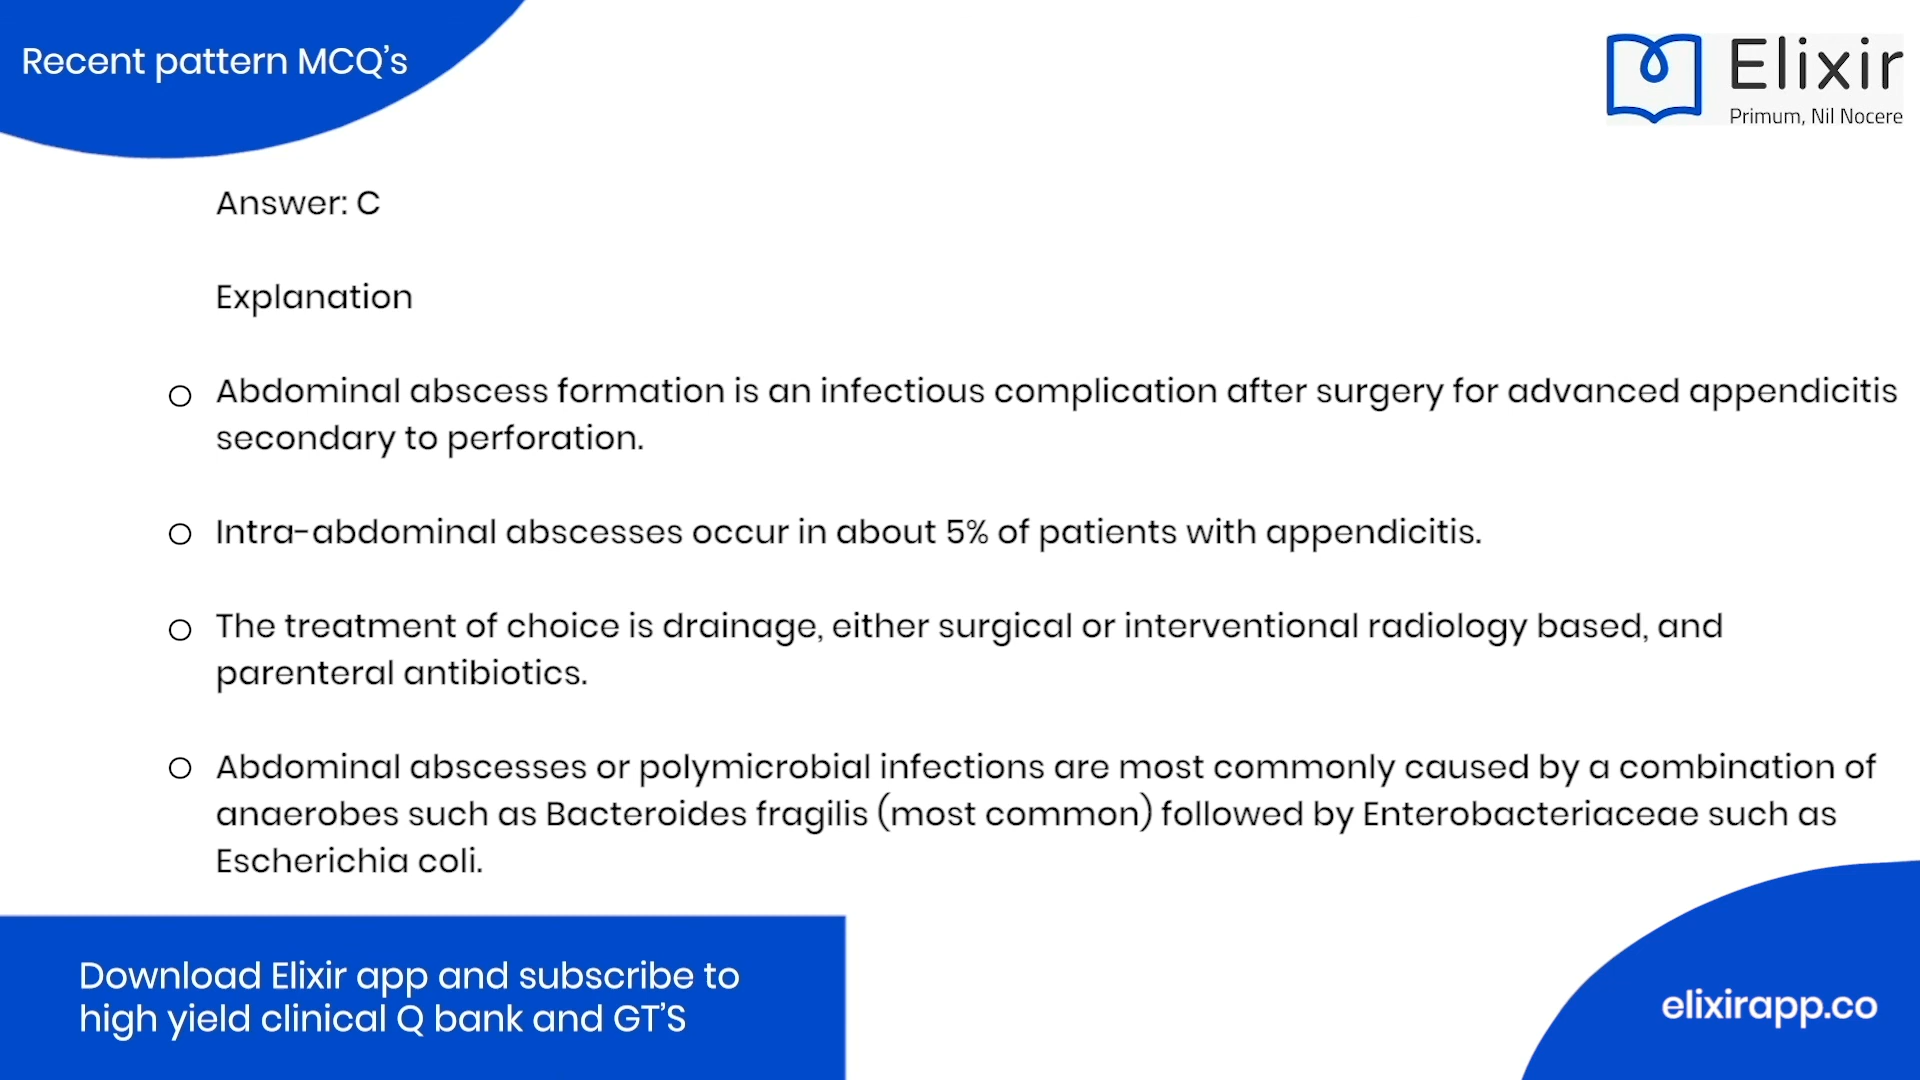 Recent pattern MCQ's
Elixir
Primum, Nil Nocere
Answer: C
Explanation
Abdominal abscess formation is an infectious complication after surgery for advanced appendicitis
secondary to perforation.
Intra-abdominal abscesses occur in about 5% of patients with appendicitis.
The treatment of choice is drainage, either surgical or interventional radiology based, and
parenteral antibiotics.
Abdominal abscesses or polymicrobial infections are most commonly caused by a combination of
anaerobes such as Bacteroides fragilis (most common) followed by Enterobacteriaceae such as
Escherichia coli.
Download Elixir app and subscribe to
high yield clinical Q bank and GT'S
elixirapp.co